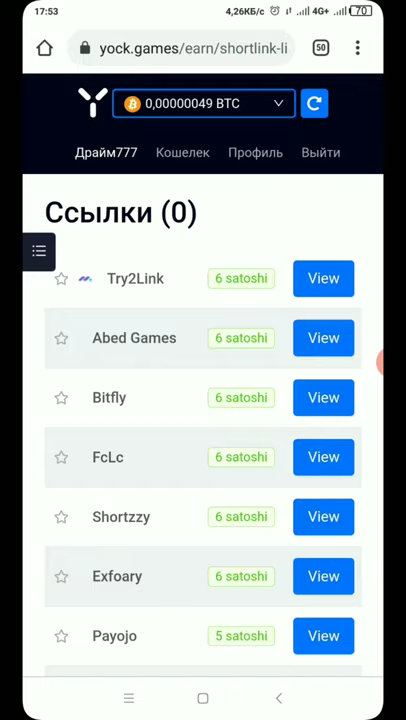 17:53 4,26КБ/с 4G+ 70
yock.games/earn/shortlink-li 50
0,00000049 BTC
Драйм777 Кошелек Профиль Выйти
Ссылки (0)
Try2Link 6 satoshi View
Abed Games 6 satoshi View
Bitfly 6 satoshi View
FcLc 6 satoshi View
Shortzzy 6 satoshi View
Exfoary 6 satoshi View
Payojo 5 satoshi View